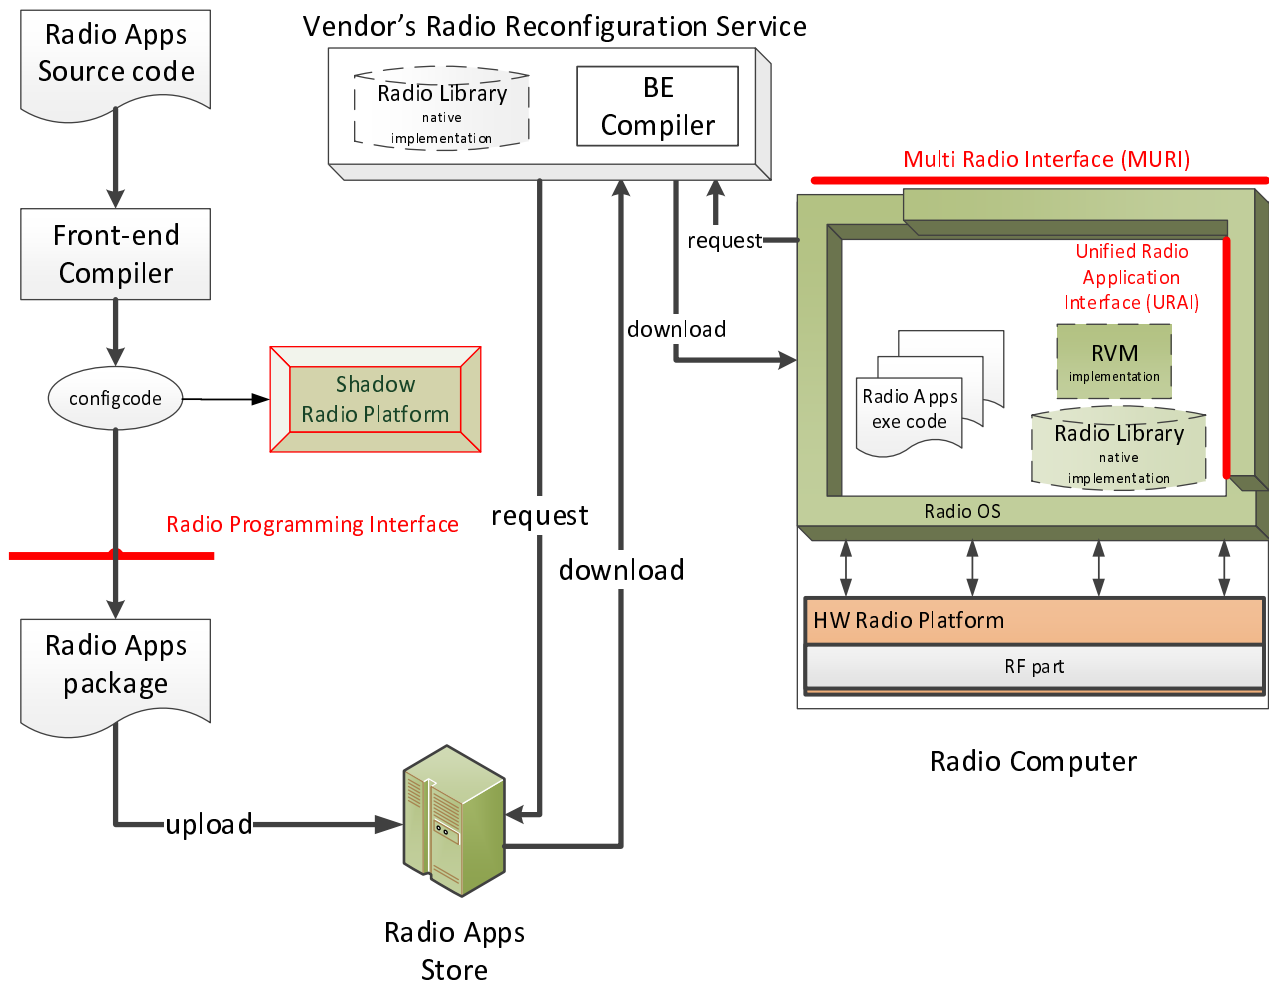 Radio Apps
Source code
Vendor's Radio Reconfiguration Service
Radio Library
native
implementation
BE
Compiler
Multi Radio Interface (MURI)
Front-end
Compiler
request
Unified Radio
Application
Interface (URAI)
download
RVM
implementation
configcode
Shadow
Radio Platform
Radio Apps
exe code
Radio Library
native
implementation
Radio OS
Radio Programming Interface
request
download
HW Radio Platform
RF part
Radio Apps
package
Radio Computer
upload
Radio Apps
Store